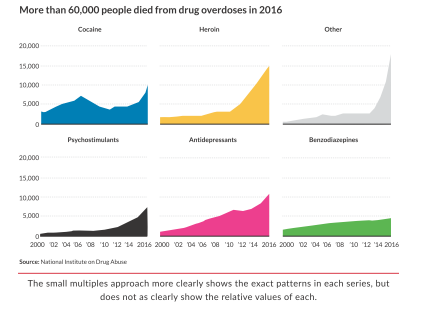 More than 60,000 people died from drug overdoses in 2016
Cocaine Heroin Other
20,000
15,000
10,000
5,000
0
Psychostimulants Antidepressants Benzodiazepines
20,000
15,000
10,000
5,000
0
2000 '02 '04 '06 '08 '10 '12 '14 2016 2000 '02 '04 '06 '08 '10 '12 '14 2016 2000 '02 '04 '06 '08 '10 '12 '14 2016
Source: National Institute on Drug Abuse
The small multiples approach more clearly shows the exact patterns in each series, but
does not as clearly show the relative values of each.